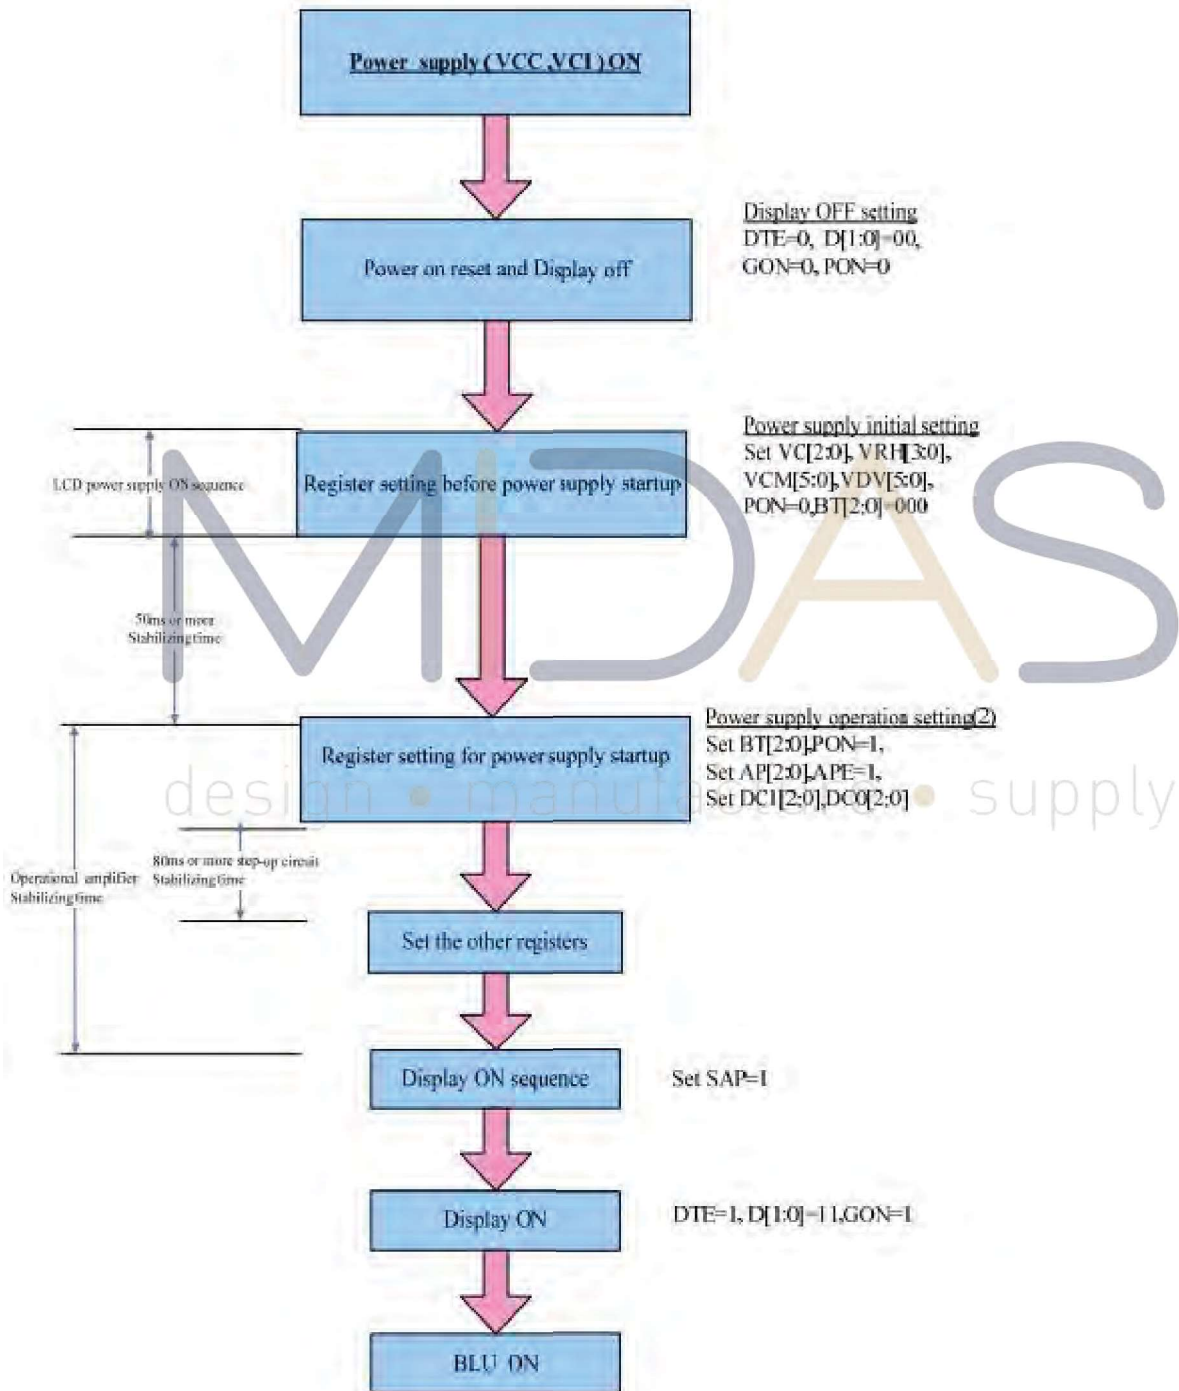 Power supply ( VCC ,VCI ) ON
Power on reset and Display off
Display OFF setting
DTE=0, D[1:0]=00,
GON=0, PON=0
LCD power supply ON sequence
Register setting before power supply startup
Power supply initial setting
Set VC[2:0], VRH[3:0],
VCM[5:0],VDV[5:0],
PON=0,BT[2:0]=000
MIDAS
50ms or more
Stabilizing time
Register setting for power supply startup
Power supply operation setting(2)
Set BT[2:0],PON=1,
Set AP[2:0],APE=1,
Set DC1[2:0],DC0[2:0]
design • manufacture • supply
Operational amplifier
Stabilizing time
80ms or more step-up circuit
Stabilizing time
Set the other registers
Display ON sequence
Set SAP=1
Display ON
DTE=1, D[1:0]=11,GON=1
BLU ON